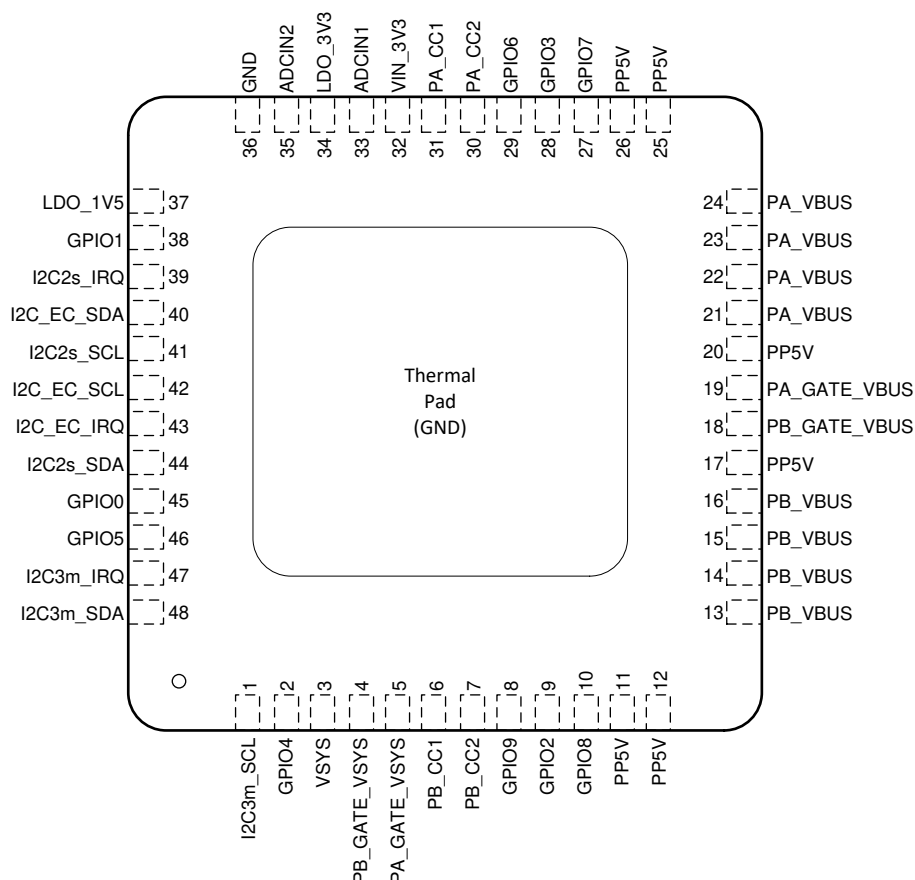 GND
ADCIN2
LDO_3V3
ADCIN1
VIN_3V3
PA_CC1
PA_CC2
GPIO6
GPIO3
GPIO7
PP5V
PP5V
36
35
34
33
32
31
30
29
28
27
26
25
LDO_1V5 37
GPIO1 38
I2C2s_IRQ 39
I2C_EC_SDA 40
I2C2s_SCL 41
I2C_EC_SCL 42
I2C_EC_IRQ 43
I2C2s_SDA 44
GPIO0 45
GPIO5 46
I2C3m_IRQ 47
I2C3m_SDA 48
Thermal
Pad
(GND)
24 PA_VBUS
23 PA_VBUS
22 PA_VBUS
21 PA_VBUS
20 PP5V
19 PA_GATE_VBUS
18 PB_GATE_VBUS
17 PP5V
16 PB_VBUS
15 PB_VBUS
14 PB_VBUS
13 PB_VBUS
1
2
3
4
5
6
7
8
9
10
11
12
I2C3m_SCL
GPIO4
VSYS
PB_GATE_VSYS
PA_GATE_VSYS
PB_CC1
PB_CC2
GPIO9
GPIO2
GPIO8
PP5V
PP5V